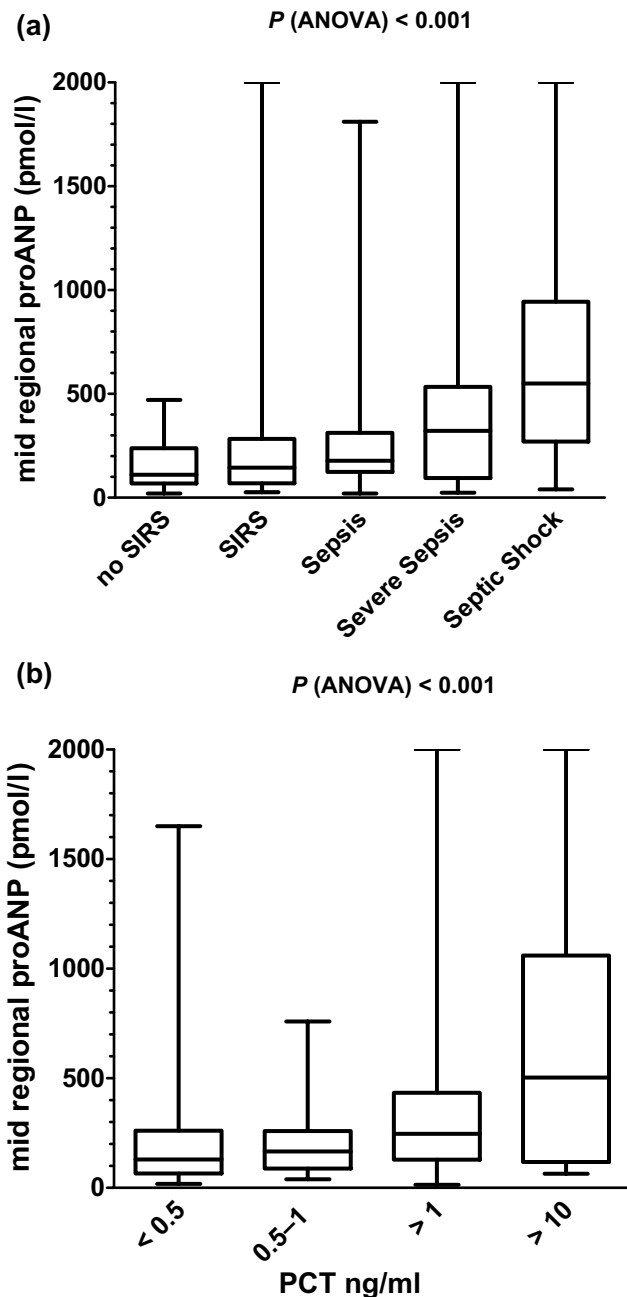 (a)
P (ANOVA) < 0.001
mid regional proANP (pmol/l)
2000
1500
1000
500
0
no SIRS
SIRS
Sepsis
Severe Sepsis
Septic Shock
(b)
P (ANOVA) < 0.001
mid regional proANP (pmol/l)
2000
1500
1000
500
0
< 0.5
0.5–1
> 1
> 10
PCT ng/ml